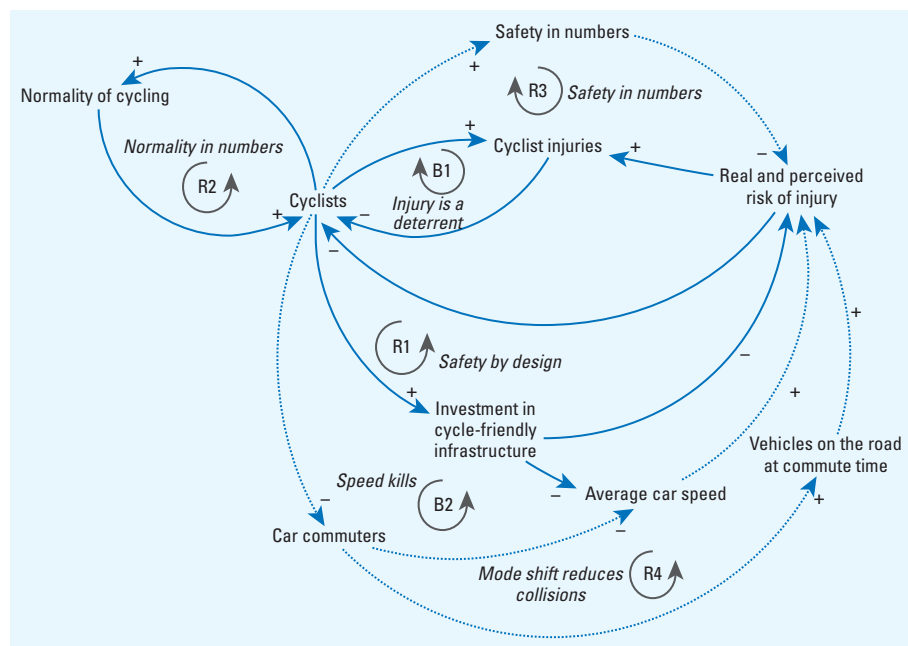 Safety in numbers
+
+
Normality of cycling
R3
Safety in numbers
+
Normality in numbers
Cyclist injuries
+
–
B1
Real and perceived
risk of injury
R2
Cyclists
Injury is a
deterrent
+
–
–
+
R1
Safety by design
–
+
+
Investment in
cycle-friendly
infrastructure
Vehicles on the road
at commute time
Speed kills
–
Average car speed
–
B2
+
Car commuters
–
Mode shift reduces
collisions
R4